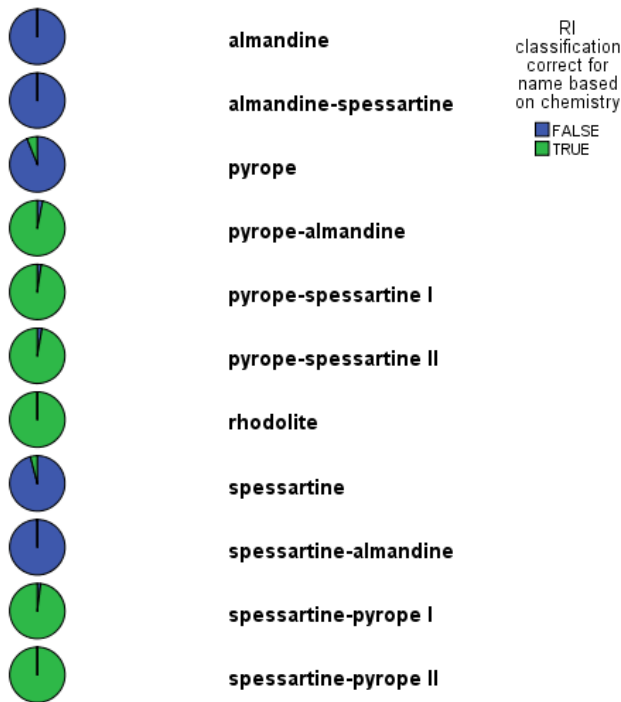 almandine
almandine-spessartine
pyrope
pyrope-almandine
pyrope-spessartine I
pyrope-spessartine II
rhodolite
spessartine
spessartine-almandine
spessartine-pyrope I
spessartine-pyrope II
RI
classification
correct for
name based
on chemistry
FALSE
TRUE